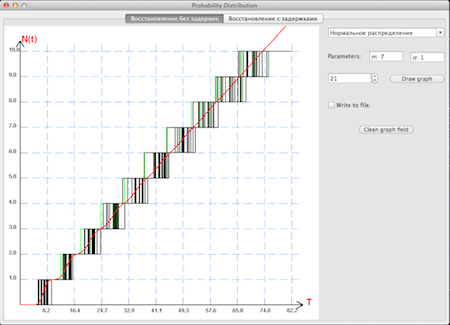 Probability Distribution
Восстановление без задержек Восстановление с задержками
N(t)
10.0
9.0
8.0
7.0
6.0
5.0
4.0
3.0
2.0
1.0
8.2 16.4 24.7 32.9 41.1 49.3 57.5 65.8 74.0 82.2
T
Нормальное распределение
Parameters: m: 7 σ: 1
21 Draw graph
Write to file.
Clean graph field